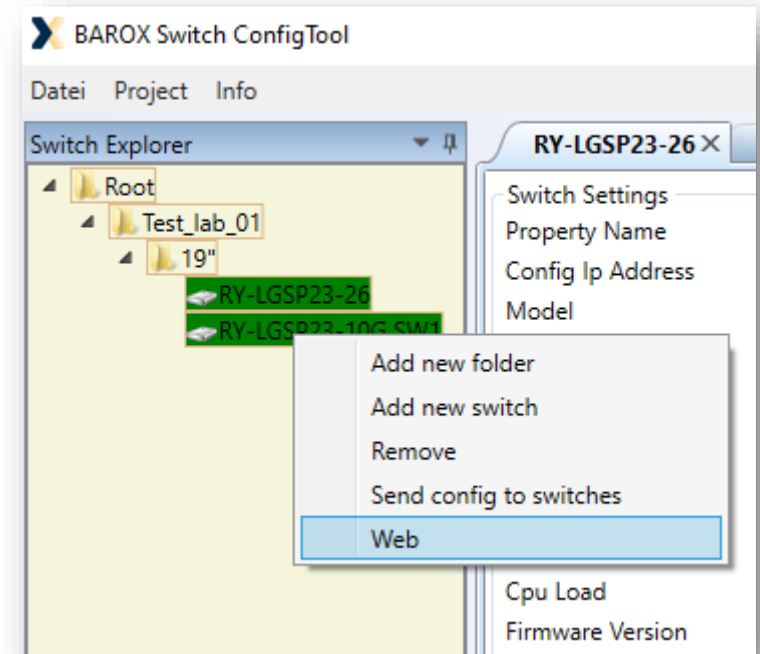 BAROX Switch ConfigTool
Datei Project Info
Switch Explorer
Root
Test_lab_01
19"
RY-LGSP23-26
RY-LGSP23-10G SW1
Add new folder
Add new switch
Remove
Send config to switches
Web
RY-LGSP23-26
Switch Settings
Property Name
Config Ip Address
Model
Cpu Load
Firmware Version